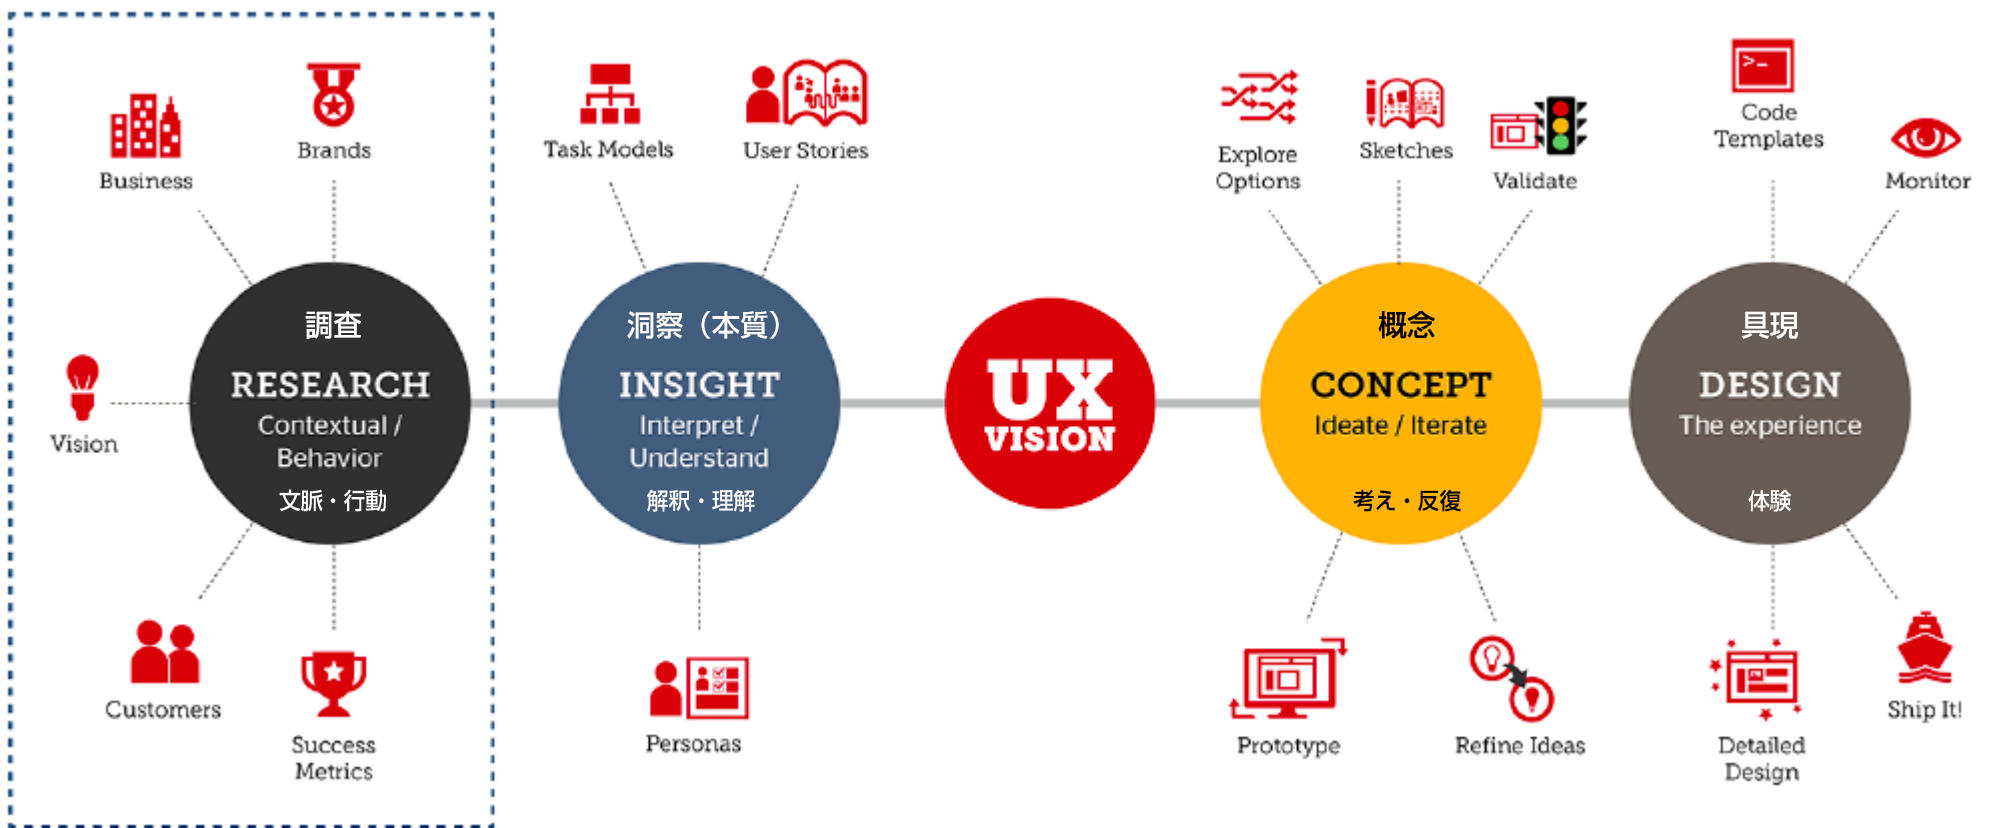 Business
Brands
Vision
調査
RESEARCH
Contextual /
Behavior
文脈・行動
Customers
Success
Metrics
Task Models
User Stories
洞察（本質）
INSIGHT
Interpret /
Understand
解釈・理解
Personas
UX
VISION
Explore
Options
Sketches
Validate
概念
CONCEPT
Ideate / Iterate
考え・反復
Prototype
Refine Ideas
>-
Code
Templates
Monitor
具現
DESIGN
The experience
体験
Detailed
Design
Ship It!